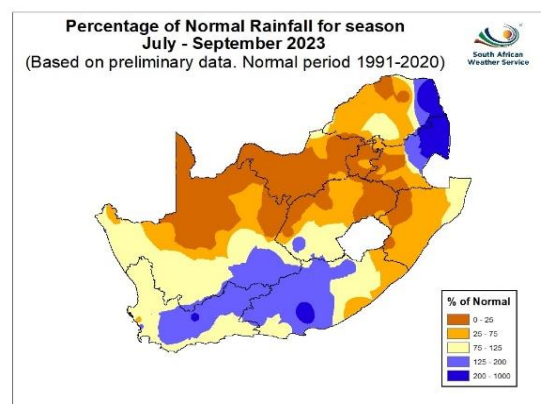 Percentage of Normal Rainfall for season
July - September 2023
(Based on preliminary data. Normal period 1991-2020)
South African
Weather Service
% of Normal
0 - 25
25 - 75
75 - 125
125 - 200
200 - 1000